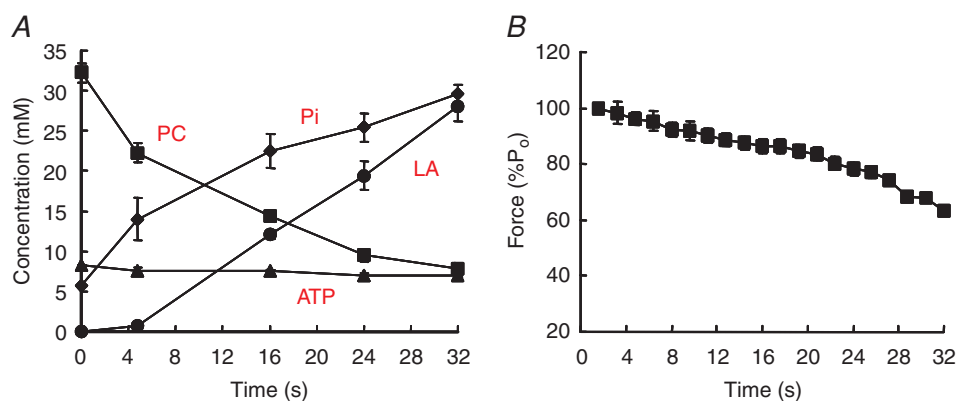 A
Concentration (mM)
35
30
25
20
15
10
5
0
PC
Pi
LA
ATP
0 4 8 12 16 20 24 28 32
Time (s)
B
Force (%Po)
120
100
80
60
40
20
0 4 8 12 16 20 24 28 32
Time (s)